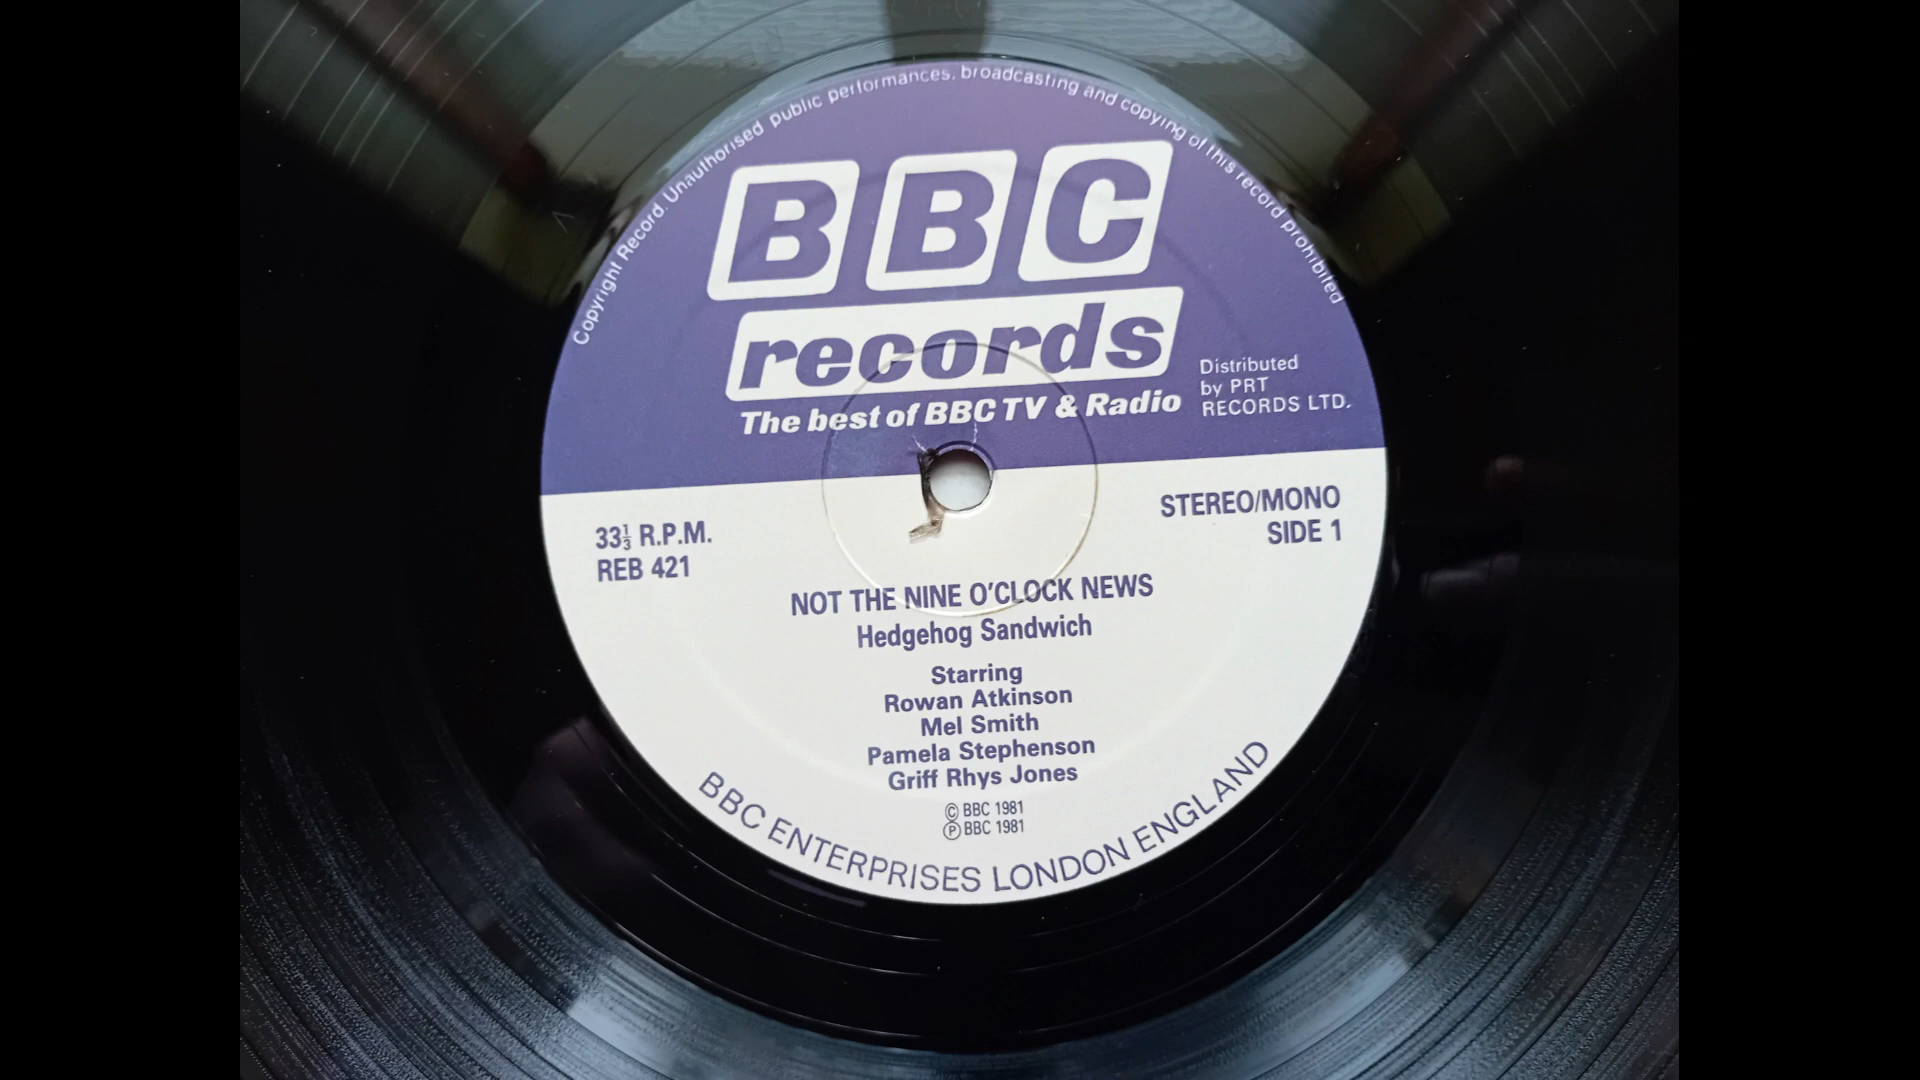 Copyright Record. Unauthorised public performances, broadcasting and copying of this record prohibited
BBC
records
The best of BBC TV & Radio
Distributed
by PRT
RECORDS LTD.
33⅓ R.P.M.
REB 421
STEREO/MONO
SIDE 1
NOT THE NINE O'CLOCK NEWS
Hedgehog Sandwich
Starring
Rowan Atkinson
Mel Smith
Pamela Stephenson
Griff Rhys Jones
© BBC 1981
℗ BBC 1981
BBC ENTERPRISES LONDON ENGLAND